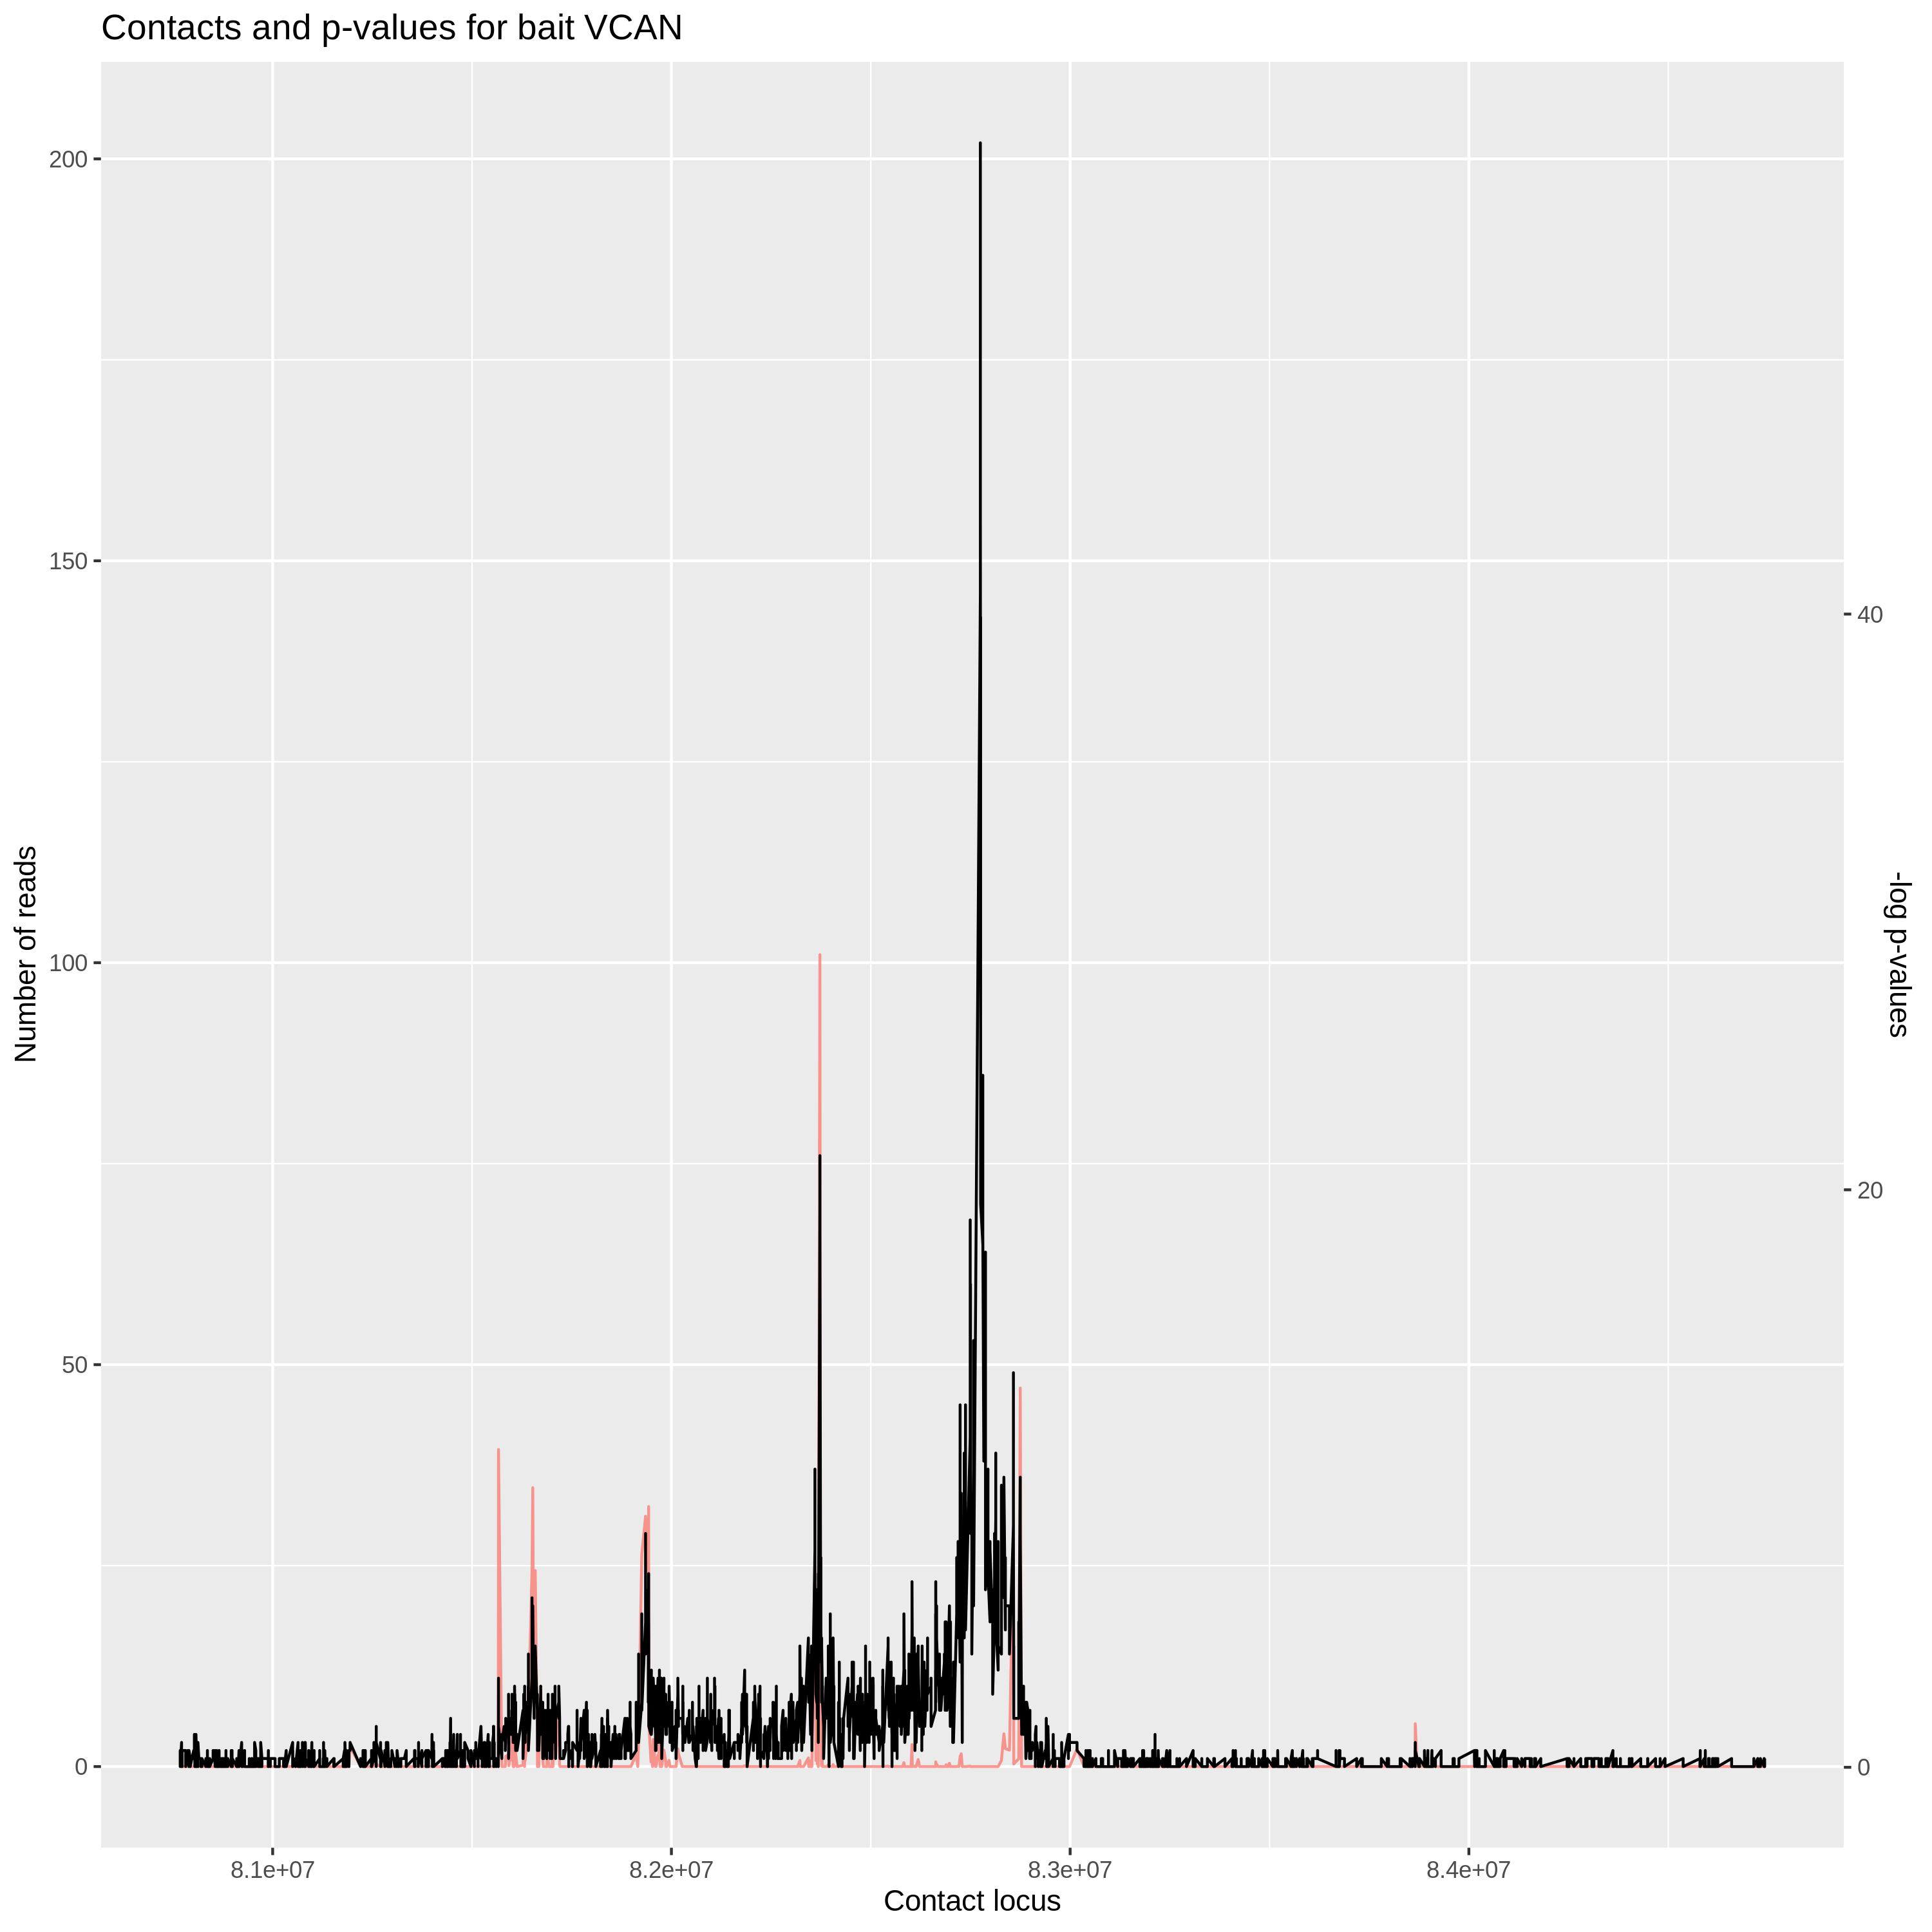 Contacts and p-values for bait VCAN
200
150
100
50
0
Number of reads
40
20
0
-log p-values
8.1e+07
8.2e+07
8.3e+07
8.4e+07
Contact locus